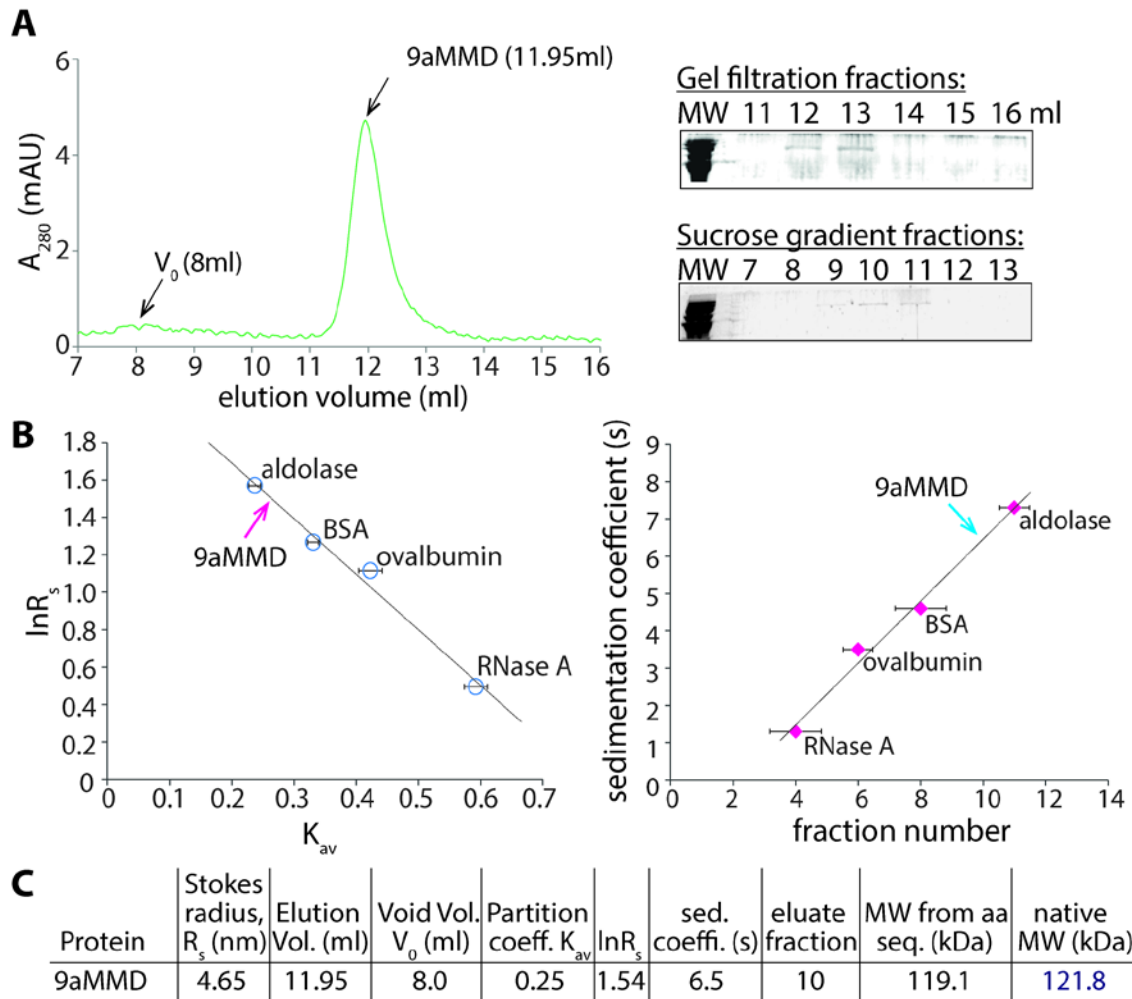 A
9aMMD (11.95ml)
V0 (8ml)
A280 (mAU)
6
4
2
0
7 8 9 10 11 12 13 14 15 16
elution volume (ml)
Gel filtration fractions:
MW 11 12 13 14 15 16 ml
Sucrose gradient fractions:
MW 7 8 9 10 11 12 13
B
lnRs
1.8
1.6
1.4
1.2
1.0
0.8
0.6
0.4
0.2
0
aldolase
BSA
9aMMD
ovalbumin
RNase A
0 0.1 0.2 0.3 0.4 0.5 0.6 0.7
Kav
sedimentation coefficient (s)
9
8
7
6
5
4
3
2
1
0
9aMMD
aldolase
BSA
ovalbumin
RNase A
0 2 4 6 8 10 12 14
fraction number
C
Protein
Stokes
radius,
Rs (nm)
Elution
Vol. (ml)
Void Vol.
V0 (ml)
Partition
coeff. Kav
lnRs
sed.
coeffi. (s)
eluate
fraction
MW from aa
seq. (kDa)
native
MW (kDa)
9aMMD 4.65 11.95 8.0 0.25 1.54 6.5 10 119.1 121.8